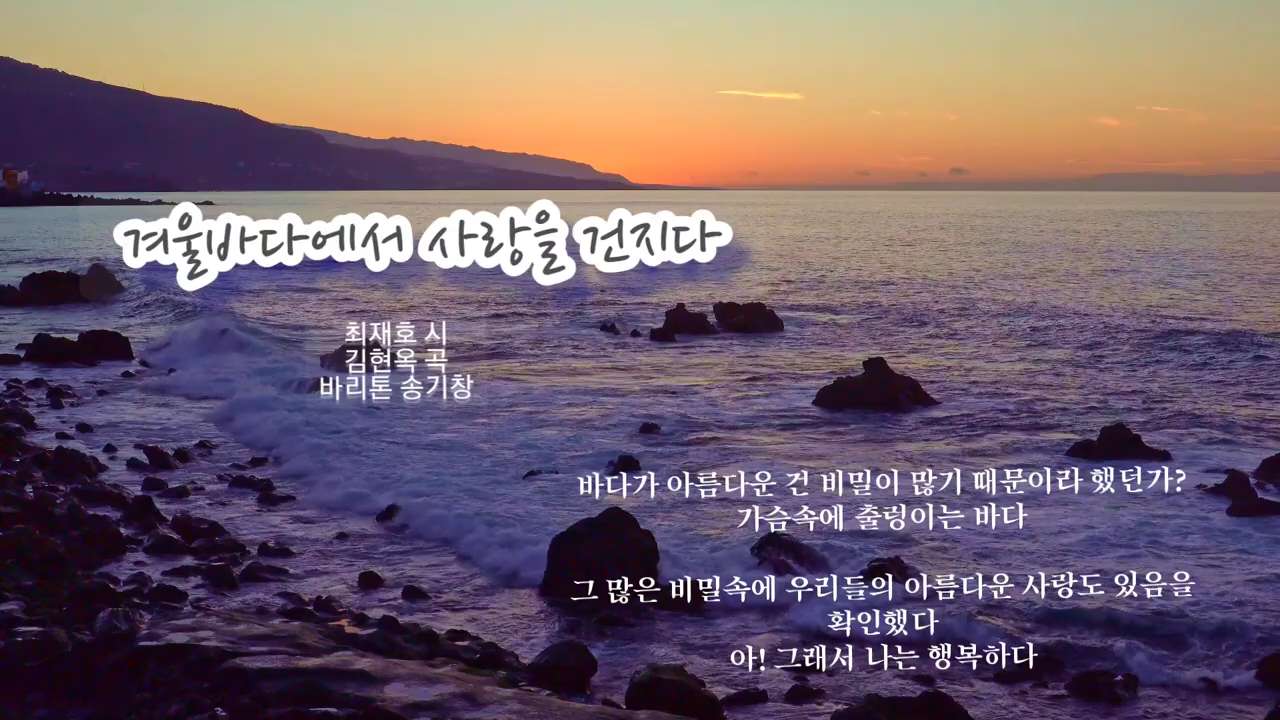 겨울바다에서 사랑을 건지다
최재호 시
김현옥 곡
바리톤 송기창
바다가 아름다운 건 비밀이 많기 때문이라 했던가?
가슴속에 출렁이는 바다
그 많은 비밀속에 우리들의 아름다운 사랑도 있음을
확인했다
아! 그래서 나는 행복하다